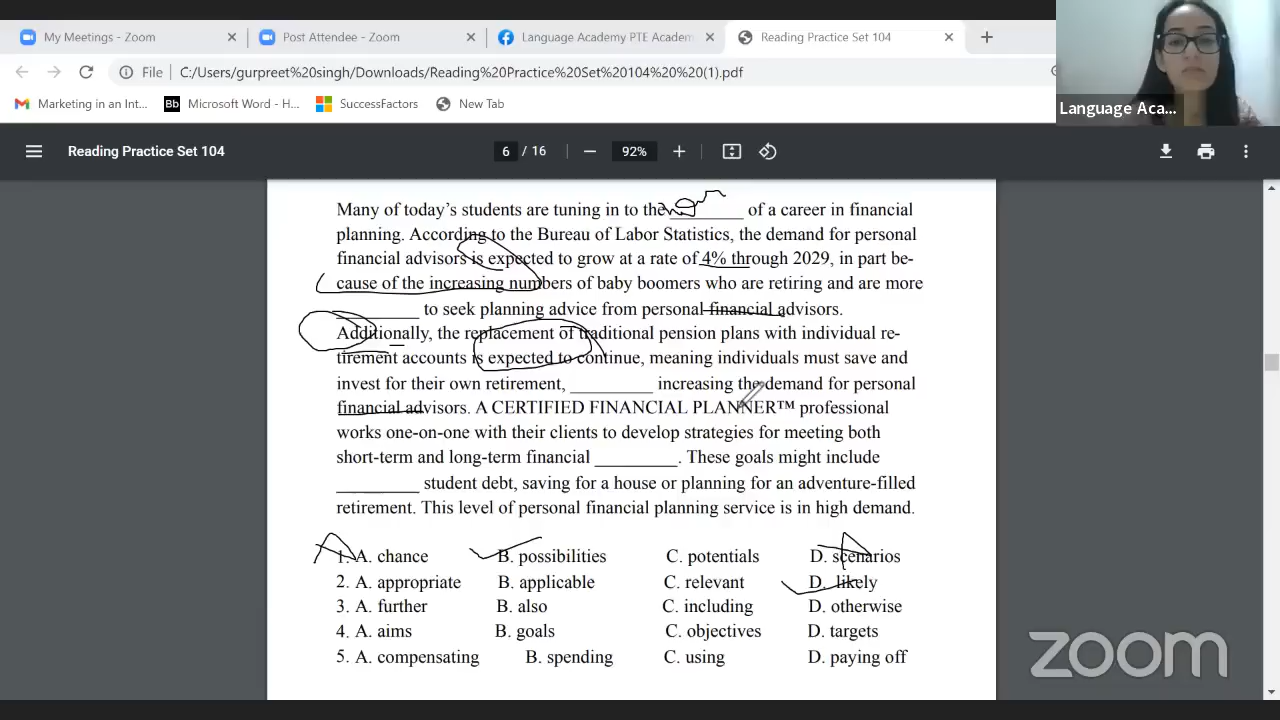 My Meetings - Zoom
Post Attendee - Zoom
Language Academy PTE Academ
Reading Practice Set 104
File C:/Users/gurpreet%20singh/Downloads/Reading%20Practice%20Set%20104%20%20(1).pdf
Marketing in an Int...
Bb Microsoft Word - H...
SuccessFactors
New Tab
Language Aca...
Reading Practice Set 104
6 / 16
92%
Many of today's students are tuning in to the ________ of a career in financial
planning. According to the Bureau of Labor Statistics, the demand for personal
financial advisors is expected to grow at a rate of 4% through 2029, in part be-
cause of the increasing numbers of baby boomers who are retiring and are more
________ to seek planning advice from personal financial advisors.
Additionally, the replacement of traditional pension plans with individual re-
tirement accounts is expected to continue, meaning individuals must save and
invest for their own retirement, ________ increasing the demand for personal
financial advisors. A CERTIFIED FINANCIAL PLANNER™ professional
works one-on-one with their clients to develop strategies for meeting both
short-term and long-term financial ________. These goals might include
________ student debt, saving for a house or planning for an adventure-filled
retirement. This level of personal financial planning service is in high demand.
1. A. chance B. possibilities C. potentials D. scenarios
2. A. appropriate B. applicable C. relevant D. likely
3. A. further B. also C. including D. otherwise
4. A. aims B. goals C. objectives D. targets
5. A. compensating B. spending C. using D. paying off
zoom